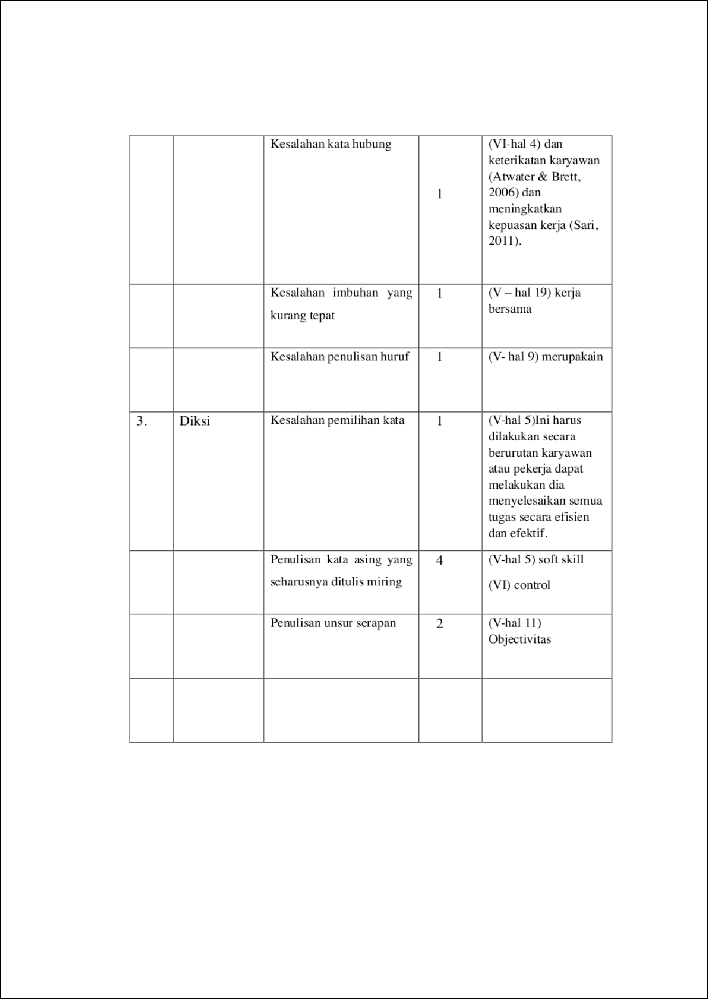 Kesalahan kata hubung
1
(VI-hal 4) dan
keterikatan karyawan
(Atwater & Brett,
2006) dan
meningkatkan
kepuasan kerja (Sari,
2011).
Kesalahan imbuhan yang
kurang tepat
1
(V – hal 19) kerja
bersama
Kesalahan penulisan huruf
1
(V- hal 9) merupakain
3.
Diksi
Kesalahan pemilihan kata
1
(V-hal 5)Ini harus
dilakukan secara
berurutan karyawan
atau pekerja dapat
melakukan dia
menyelesaikan semua
tugas secara efisien
dan efektif.
Penulisan kata asing yang
seharusnya ditulis miring
4
(V-hal 5) soft skill
(VI) control
Penulisan unsur serapan
2
(V-hal 11)
Objectivitas